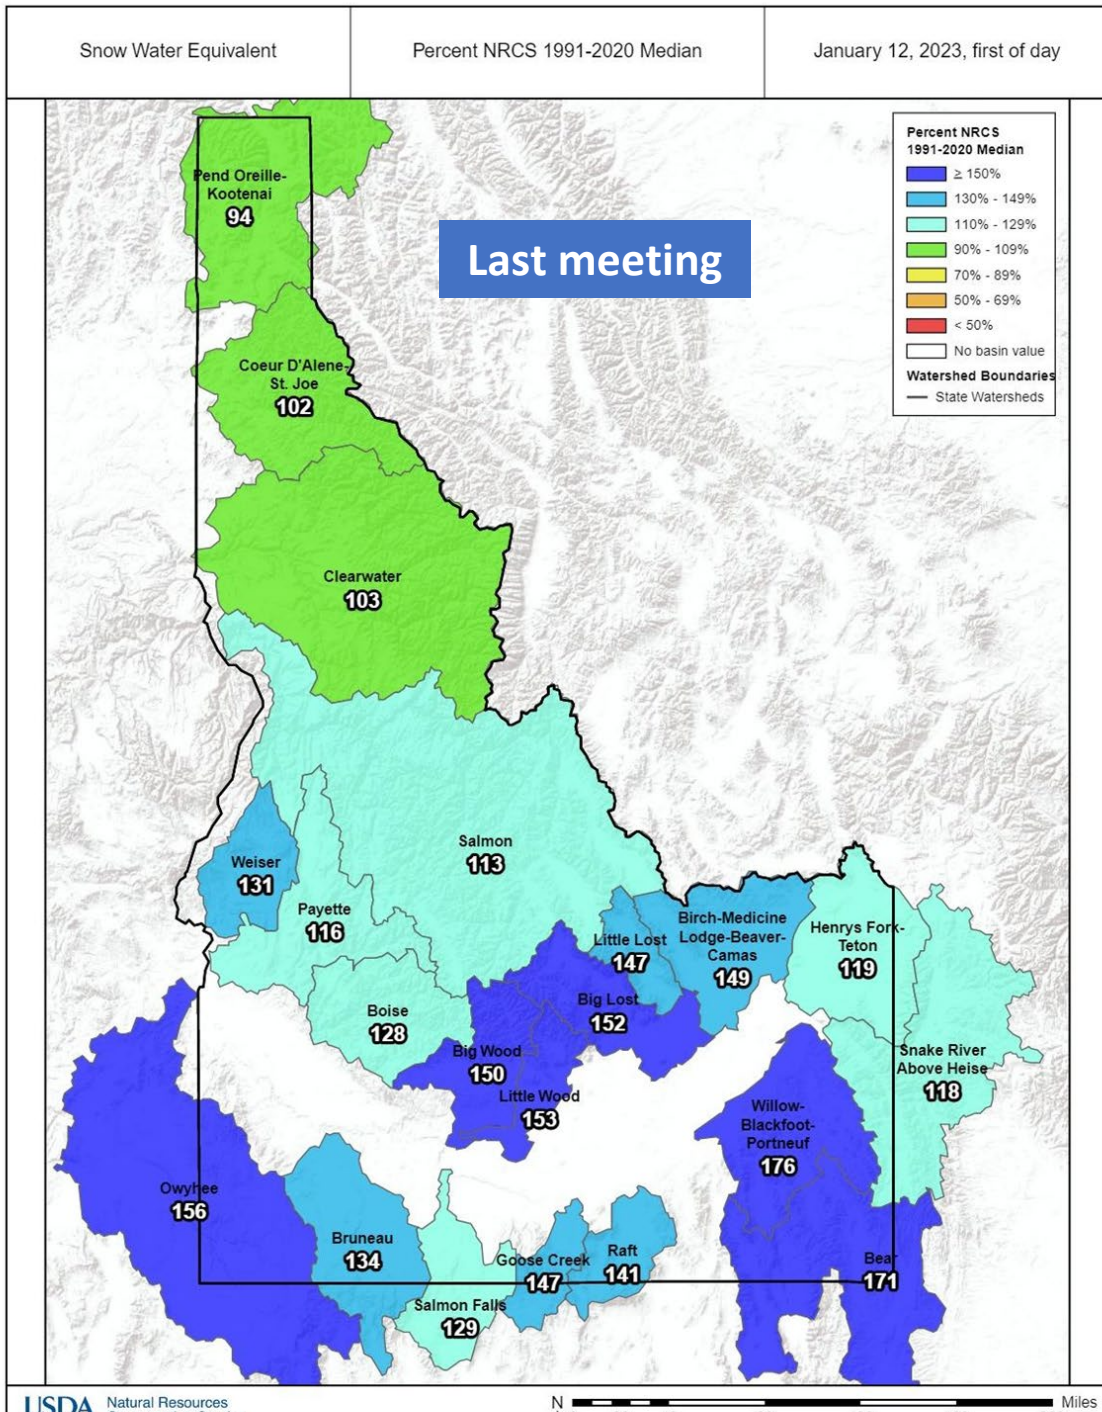 Snow Water Equivalent
Percent NRCS 1991-2020 Median
January 12, 2023, first of day
Percent NRCS
1991-2020 Median
≥ 150%
130% - 149%
110% - 129%
90% - 109%
70% - 89%
50% - 69%
< 50%
No basin value
Watershed Boundaries
State Watersheds
Last meeting
Pend Oreille-
Kootenai
94
Coeur D'Alene-
St. Joe
102
Clearwater
103
Salmon
113
Weiser
131
Payette
116
Boise
128
Little Lost
147
Birch-Medicine
Lodge-Beaver-
Camas
149
Henrys Fork-
Teton
119
Big Lost
152
Big Wood
150
Little Wood
153
Snake River
Above Heise
118
Willow-
Blackfoot-
Portneuf
176
Owyhee
156
Bruneau
134
Salmon Falls
129
Goose Creek
147
Raft
141
Bear
171
USDA
Natural Resources
N
Miles